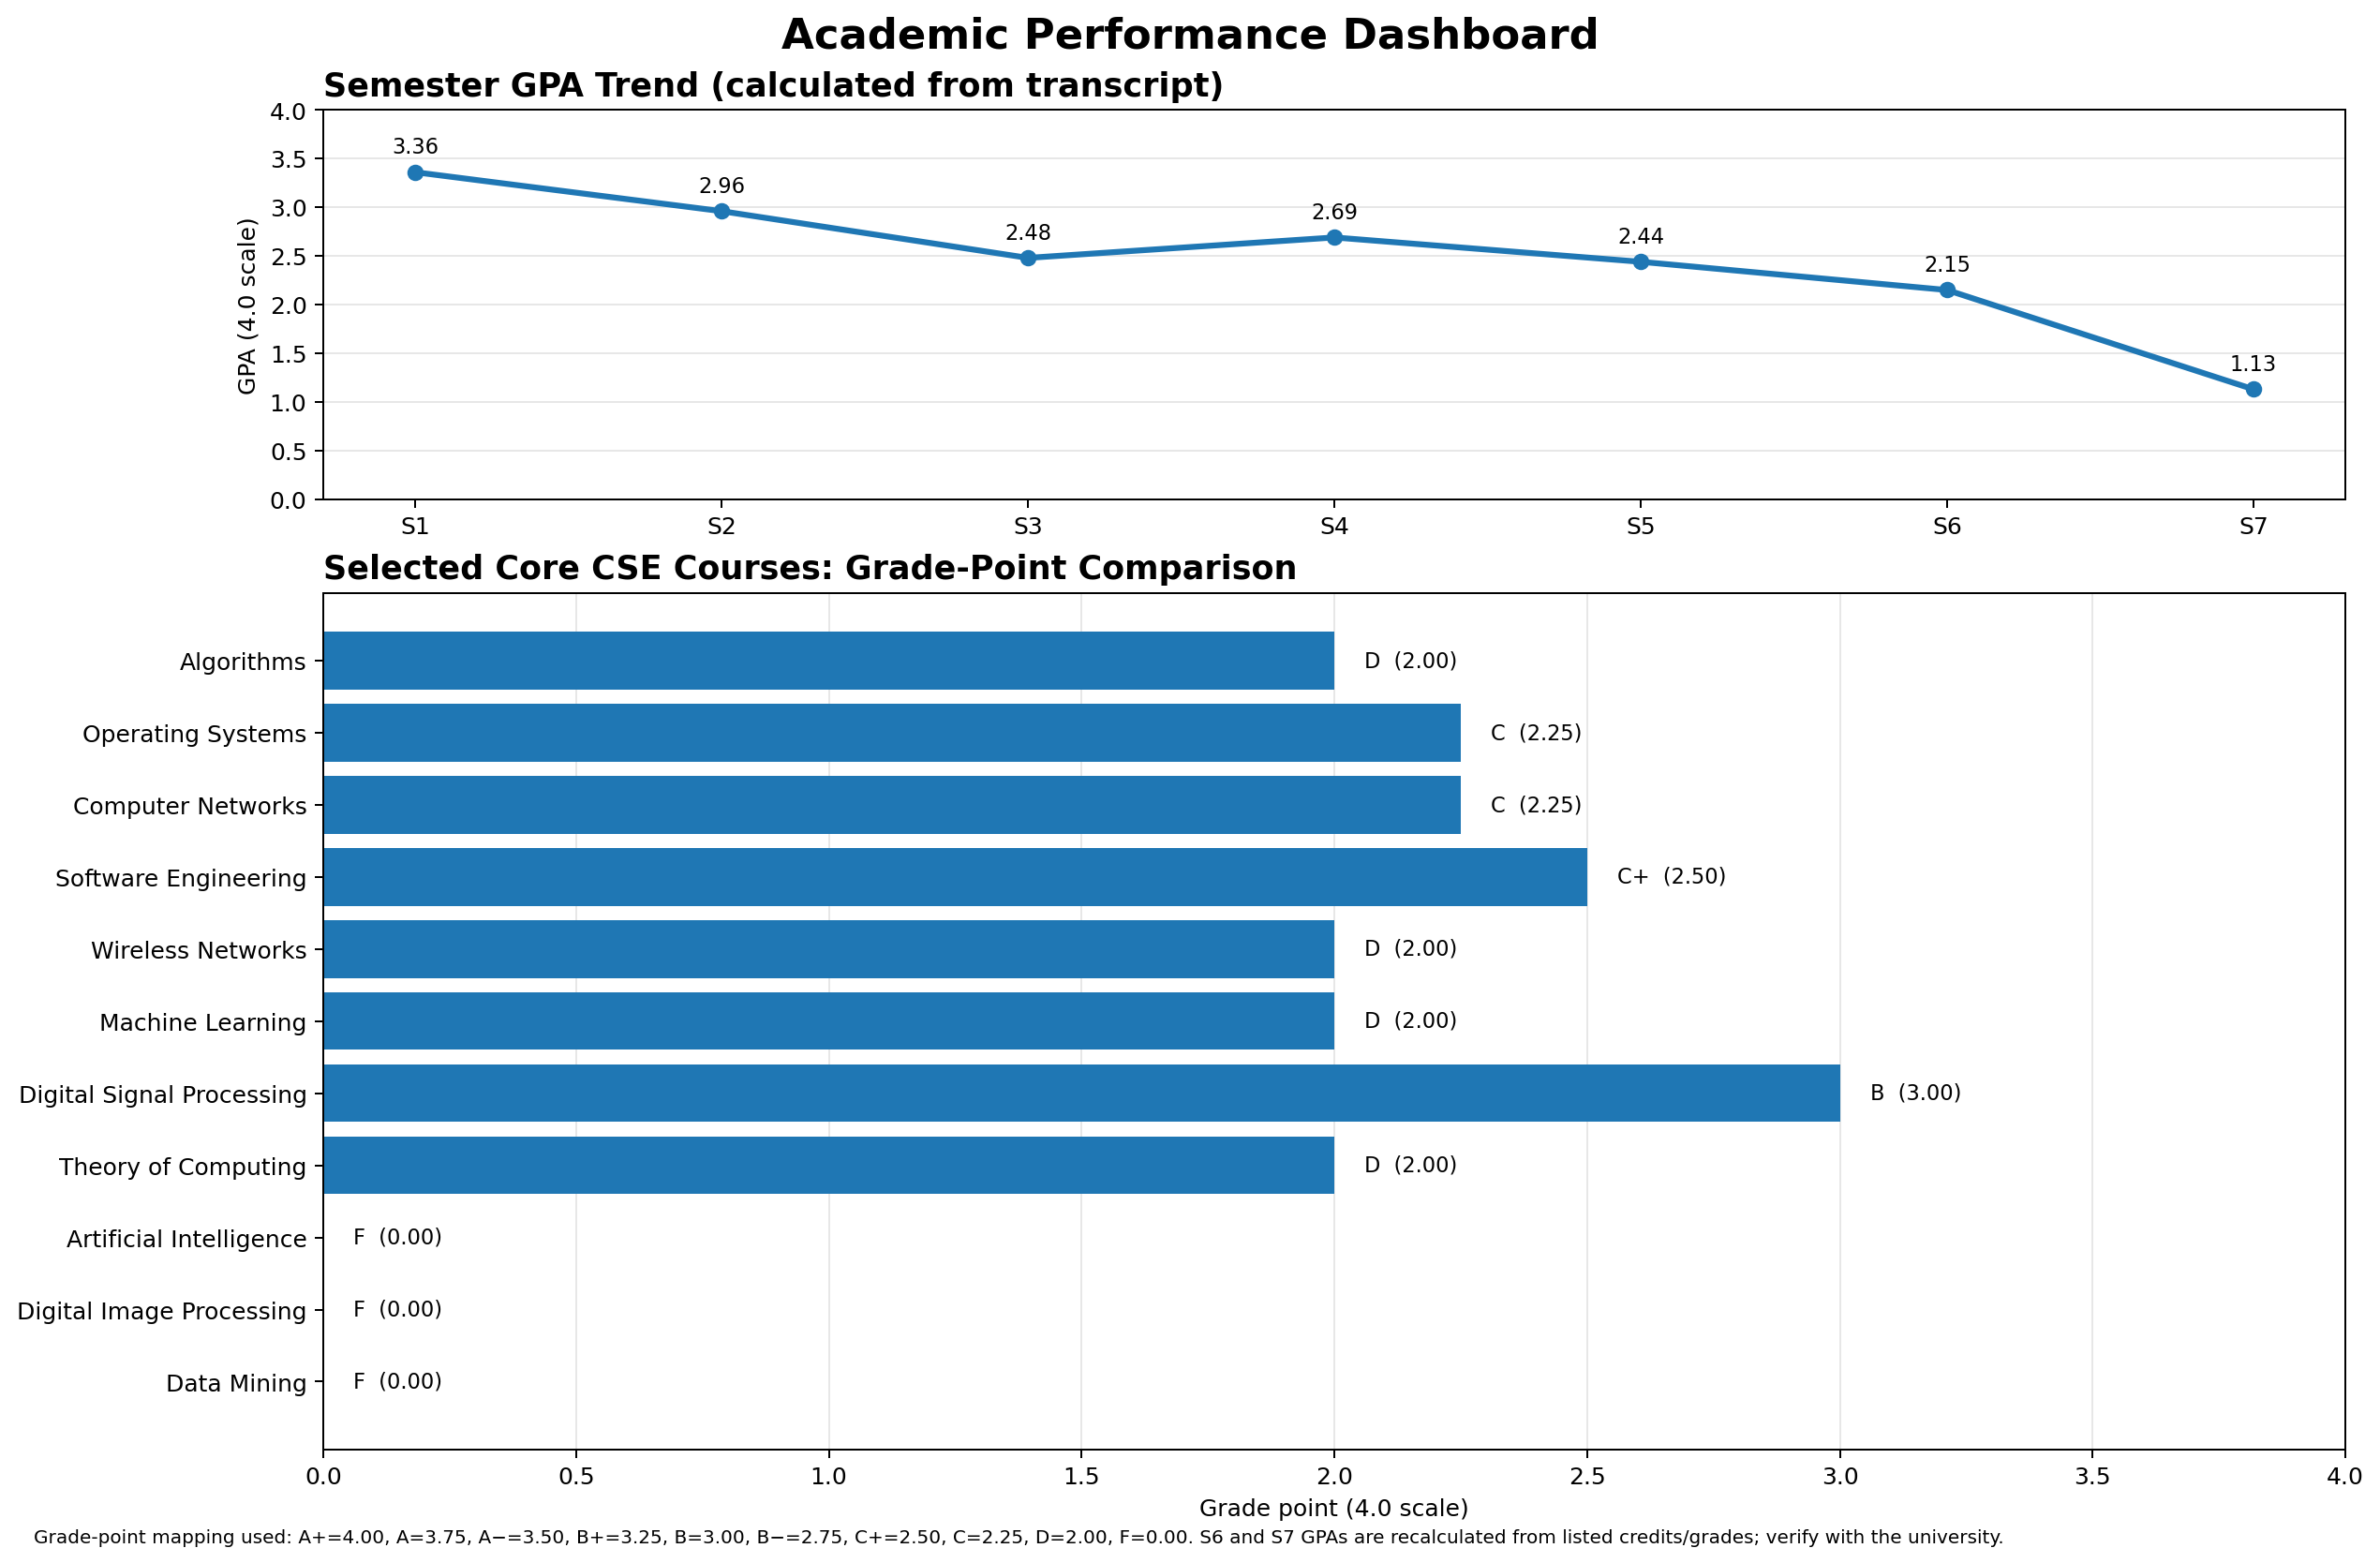 Academic Performance Dashboard
Semester GPA Trend (calculated from transcript)
GPA (4.0 scale)
4.0
3.5
3.0
2.5
2.0
1.5
1.0
0.5
0.0
3.36
2.96
2.48
2.69
2.44
2.15
1.13
S1 S2 S3 S4 S5 S6 S7
Selected Core CSE Courses: Grade-Point Comparison
Algorithms D (2.00)
Operating Systems C (2.25)
Computer Networks C (2.25)
Software Engineering C+ (2.50)
Wireless Networks D (2.00)
Machine Learning D (2.00)
Digital Signal Processing B (3.00)
Theory of Computing D (2.00)
Artificial Intelligence F (0.00)
Digital Image Processing F (0.00)
Data Mining F (0.00)
0.0 0.5 1.0 1.5 2.0 2.5 3.0 3.5 4.0
Grade point (4.0 scale)
Grade-point mapping used: A+=4.00, A=3.75, A−=3.50, B+=3.25, B=3.00, B−=2.75, C+=2.50, C=2.25, D=2.00, F=0.00. S6 and S7 GPAs are recalculated from listed credits/grades; verify with the university.